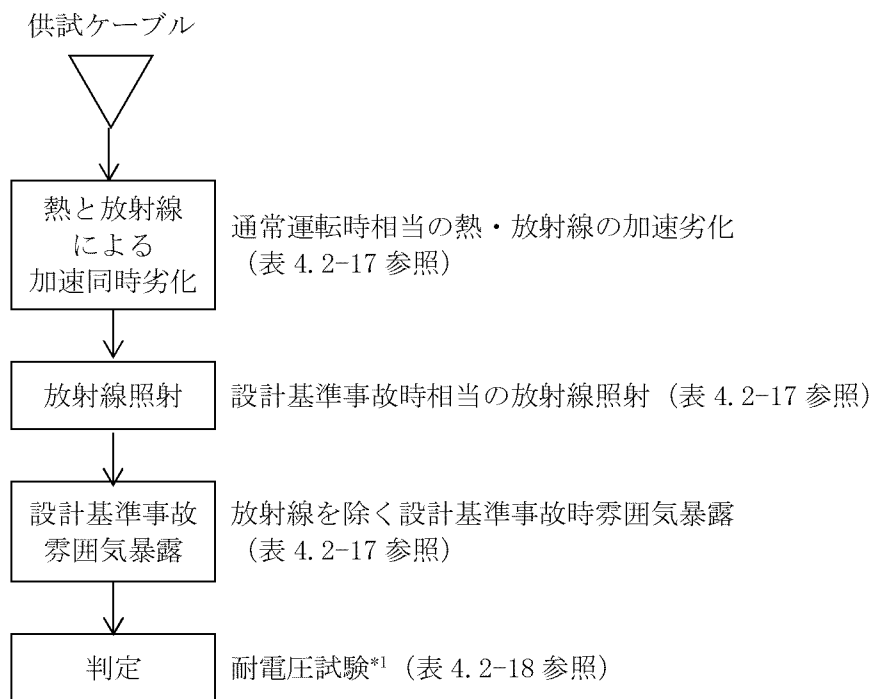 供試ケーブル
熱と放射線
による
加速同時劣化
通常運転時相当の熱・放射線の加速劣化
（表 4.2-17 参照）
放射線照射
設計基準事故時相当の放射線照射（表 4.2-17 参照）
設計基準事故
雰囲気暴露
放射線を除く設計基準事故時雰囲気暴露
（表 4.2-17 参照）
判定
耐電圧試験*1（表 4.2-18 参照）